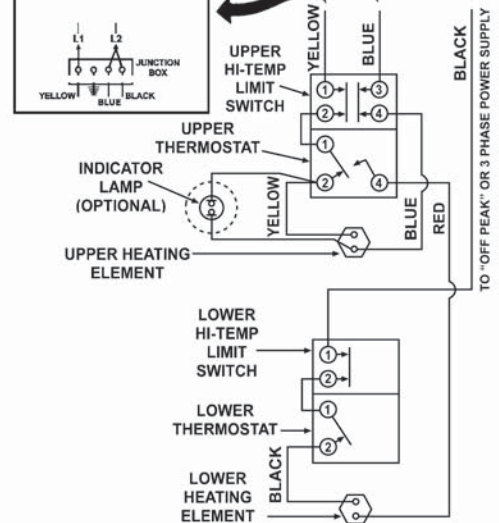 L1 L2
JUNCTION
BOX
YELLOW BLUE BLACK
YELLOW
BLUE
BLACK
TO "OFF PEAK" OR 3 PHASE POWER SUPPLY
UPPER
HI-TEMP
LIMIT
SWITCH
1 3
2 4
UPPER
THERMOSTAT
1
2 4
INDICATOR
LAMP
(OPTIONAL)
YELLOW
BLUE
RED
UPPER HEATING
ELEMENT
LOWER
HI-TEMP
LIMIT
SWITCH
1
2
LOWER
THERMOSTAT
1
2
BLACK
LOWER
HEATING
ELEMENT